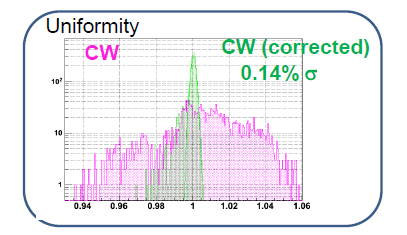 Uniformity
CW
CW (corrected)
0.14% σ
10²
10
1
0.94 0.96 0.98 1 1.02 1.04 1.06